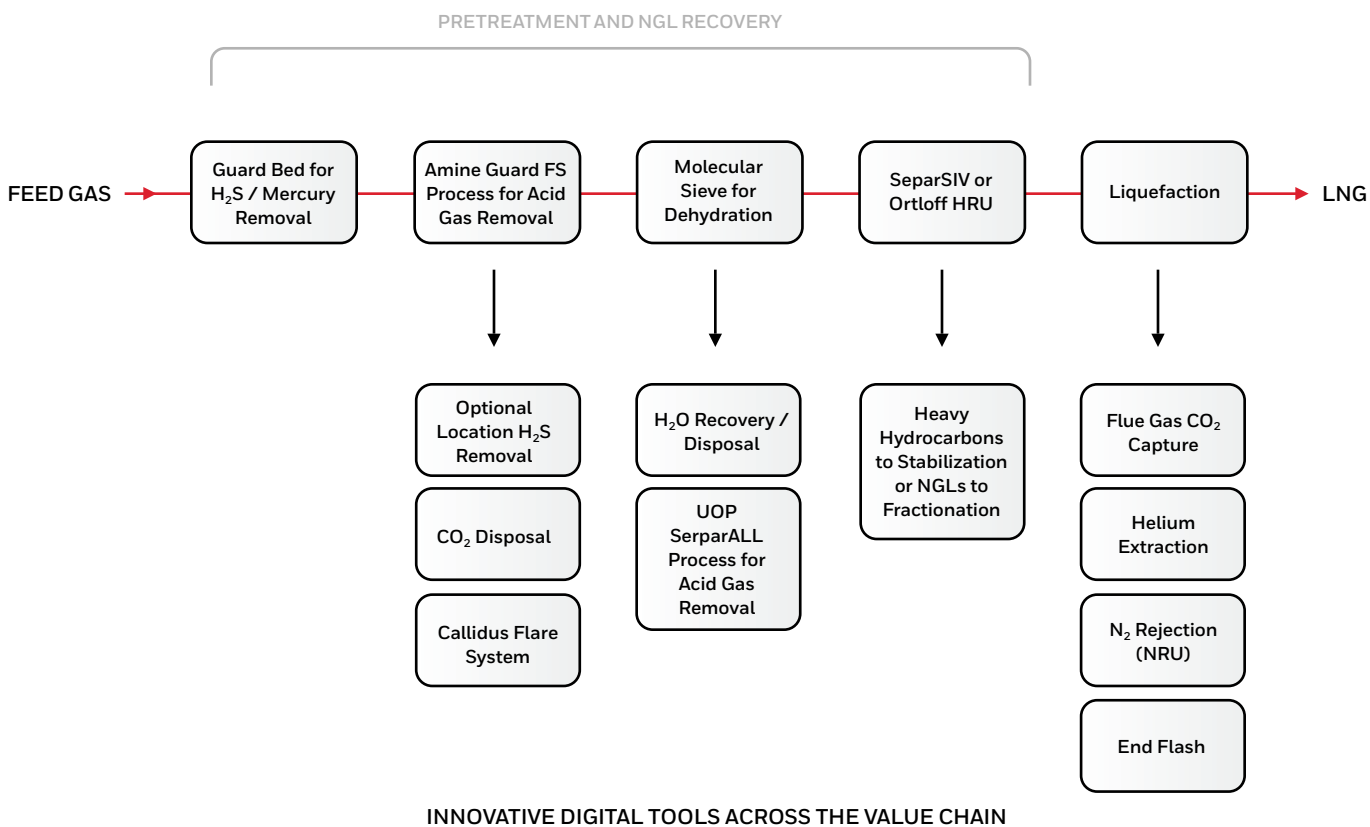 PRETREATMENT AND NGL RECOVERY
FEED GAS
Guard Bed for
H₂S / Mercury
Removal
Amine Guard FS
Process for Acid
Gas Removal
Molecular
Sieve for
Dehydration
SeparSIV or
Ortloff HRU
Liquefaction
LNG
Optional
Location H₂S
Removal
CO₂ Disposal
Callidus Flare
System
H₂O Recovery /
Disposal
UOP
SerparALL
Process for
Acid Gas
Removal
Heavy
Hydrocarbons
to Stabilization
or NGLs to
Fractionation
Flue Gas CO₂
Capture
Helium
Extraction
N₂ Rejection
(NRU)
End Flash
INNOVATIVE DIGITAL TOOLS ACROSS THE VALUE CHAIN